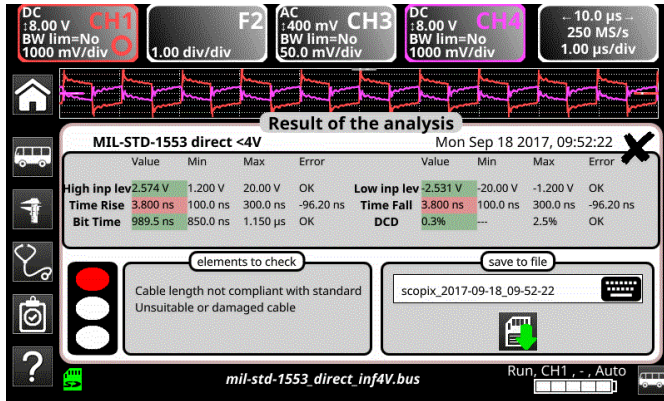 DC
↕8.00 V
BW lim=No
1000 mV/div
CH1
F2
1.00 div/div
AC
↕400 mV
BW lim=No
50.0 mV/div
CH3
DC
↕8.00 V
BW lim=No
1000 mV/div
CH4
←10.0 µs→
250 MS/s
1.00 µs/div
Result of the analysis
MIL-STD-1553 direct <4V Mon Sep 18 2017, 09:52:22
Value Min Max Error Value Min Max Error
High inp lev 2.574 V 1.200 V 20.00 V OK Low inp lev -2.531 V -20.00 V -1.200 V OK
Time Rise 3.800 ns 100.0 ns 300.0 ns -96.20 ns Time Fall 3.800 ns 100.0 ns 300.0 ns -96.20 ns
Bit Time 989.5 ns 850.0 ns 1.150 µs OK DCD 0.3% --- 2.5% OK
elements to check
Cable length not compliant with standard
Unsuitable or damaged cable
save to file
scopix_2017-09-18_09-52-22
?
mil-std-1553_direct_inf4V.bus
Run, CH1 , - , Auto